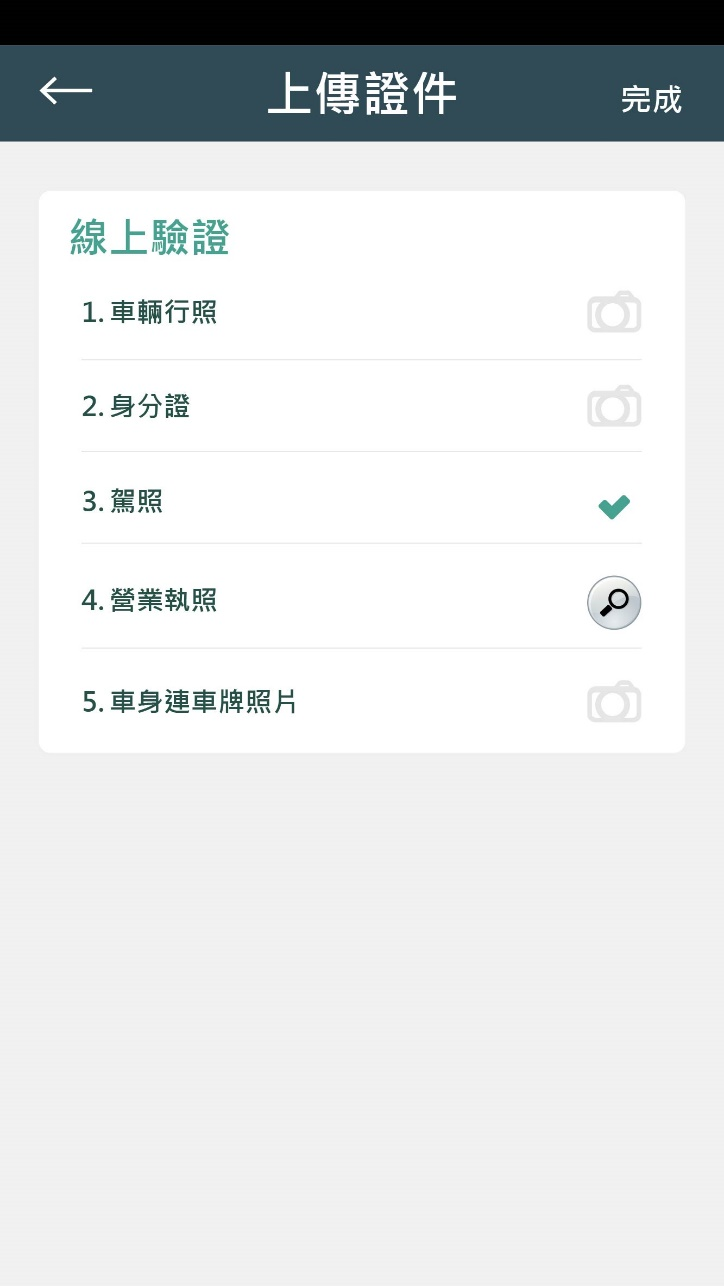 上傳證件
完成
線上驗證
1. 車輛行照
2. 身分證
3. 駕照
4. 營業執照
5. 車身連車牌照片